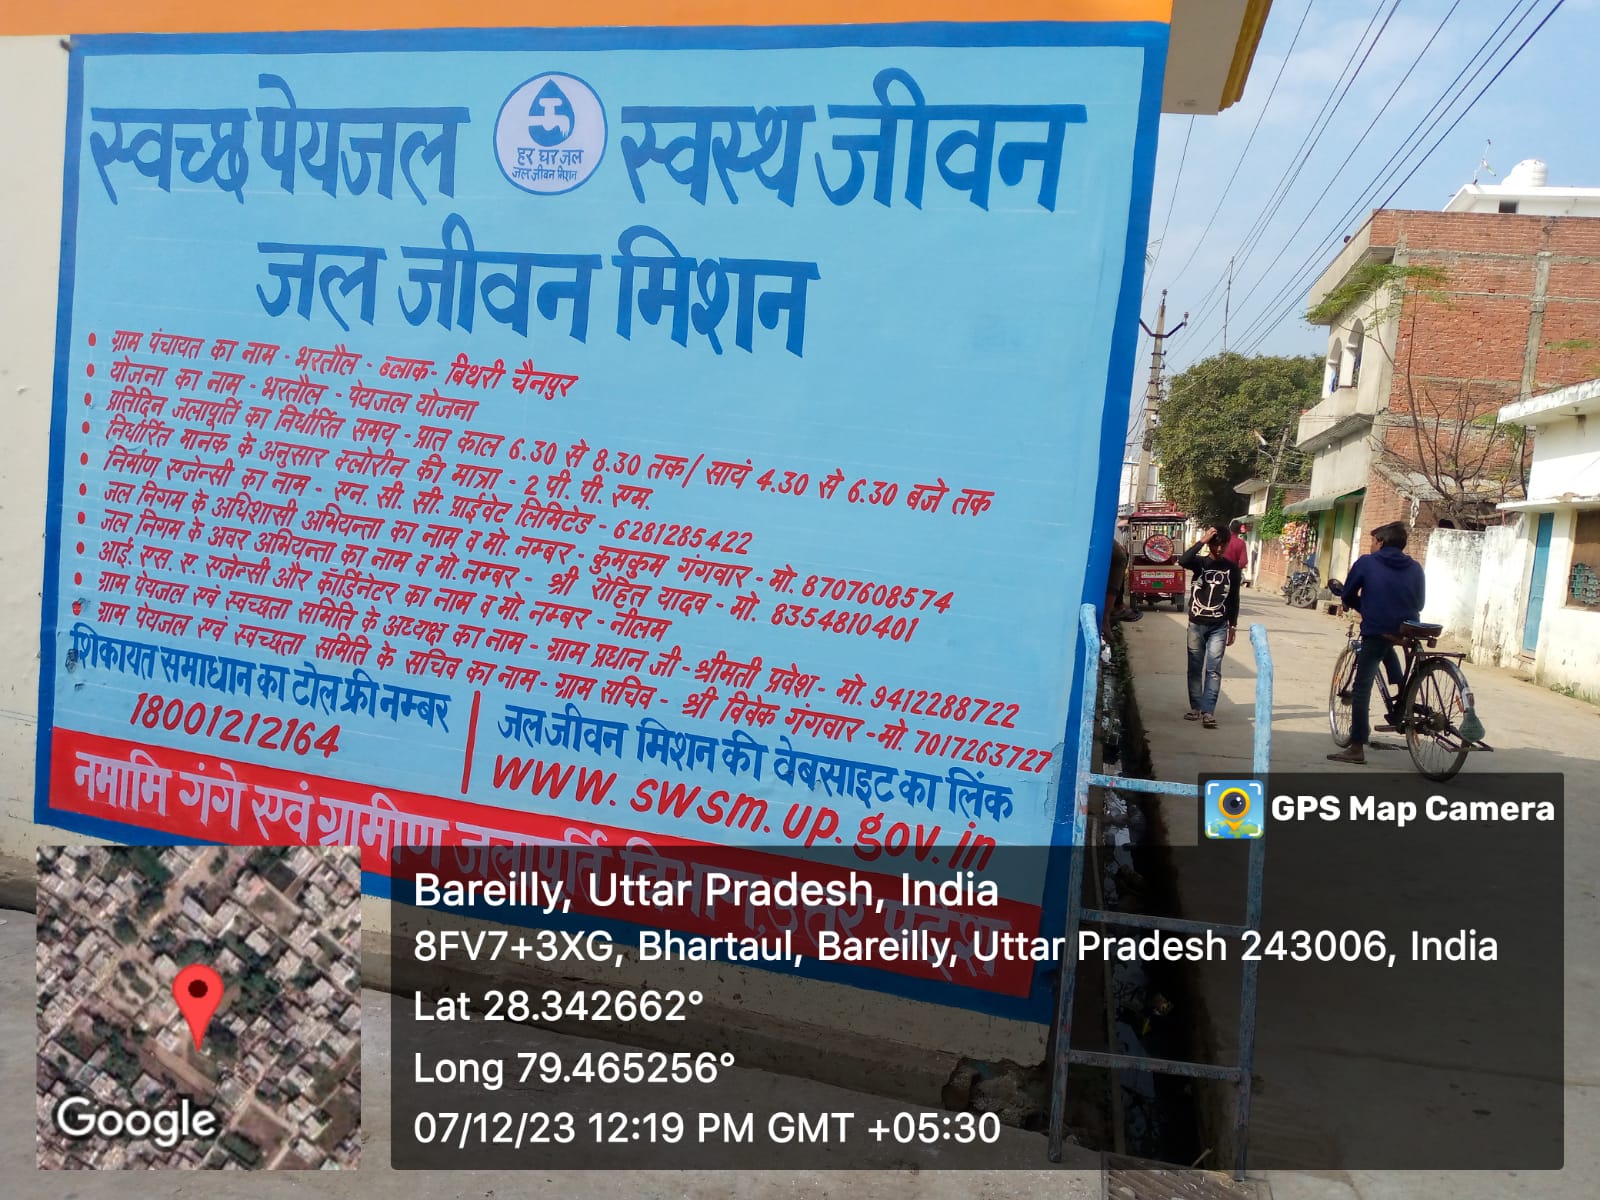 स्वच्छ पेयजल
हर घर जल
जल जीवन मिशन
स्वस्थ जीवन
जल जीवन मिशन
• ग्राम पंचायत का नाम - भरतौल - ब्लाक - बिथरी चैनपुर
• योजना का नाम - भरतौल - पेयजल योजना
• प्रतिदिन जलापूर्ति का निर्धारित समय - प्रात काल 6.30 से 8.30 तक / सायं 4.30 से 6.30 बजे तक
• निर्धारित मानक के अनुसार क्लोरीन की मात्रा - 2 पी. पी. एम.
• निर्माण एजेन्सी का नाम - एन. सी. सी. प्राईवेट लिमिटेड - 6281285422
• जल निगम के अधिशासी अभियन्ता का नाम व मो. नम्बर - कुमकुम गंगवार - मो. 8707608574
• जल निगम के अवर अभियन्ता का नाम व मो. नम्बर - श्री रोहित यादव - मो. 8354810401
• आई. एस. ए एजेन्सी और कॉर्डिनेटर का नाम व मो. नम्बर - नीलम
• ग्राम पेयजल एवं स्वच्छता समिति के अध्यक्ष का नाम - ग्राम प्रधान जी - श्रीमती प्रवेश - मो. 9412288722
• ग्राम पेयजल एवं स्वच्छता समिति के सचिव का नाम - ग्राम सचिव - श्री विवेक गंगवार - मो. 7017263727
शिकायत समाधान का टोल फ्री नम्बर
18001212164
जल जीवन मिशन की वेबसाइट का लिंक
www.swsm.up.gov.in
नमामि गंगे एवं ग्रामीण जलापूर्ति विभाग, उत्तर प्रदेश
GPS Map Camera
Bareilly, Uttar Pradesh, India
8FV7+3XG, Bhartaul, Bareilly, Uttar Pradesh 243006, India
Lat 28.342662°
Long 79.465256°
07/12/23 12:19 PM GMT +05:30
Google